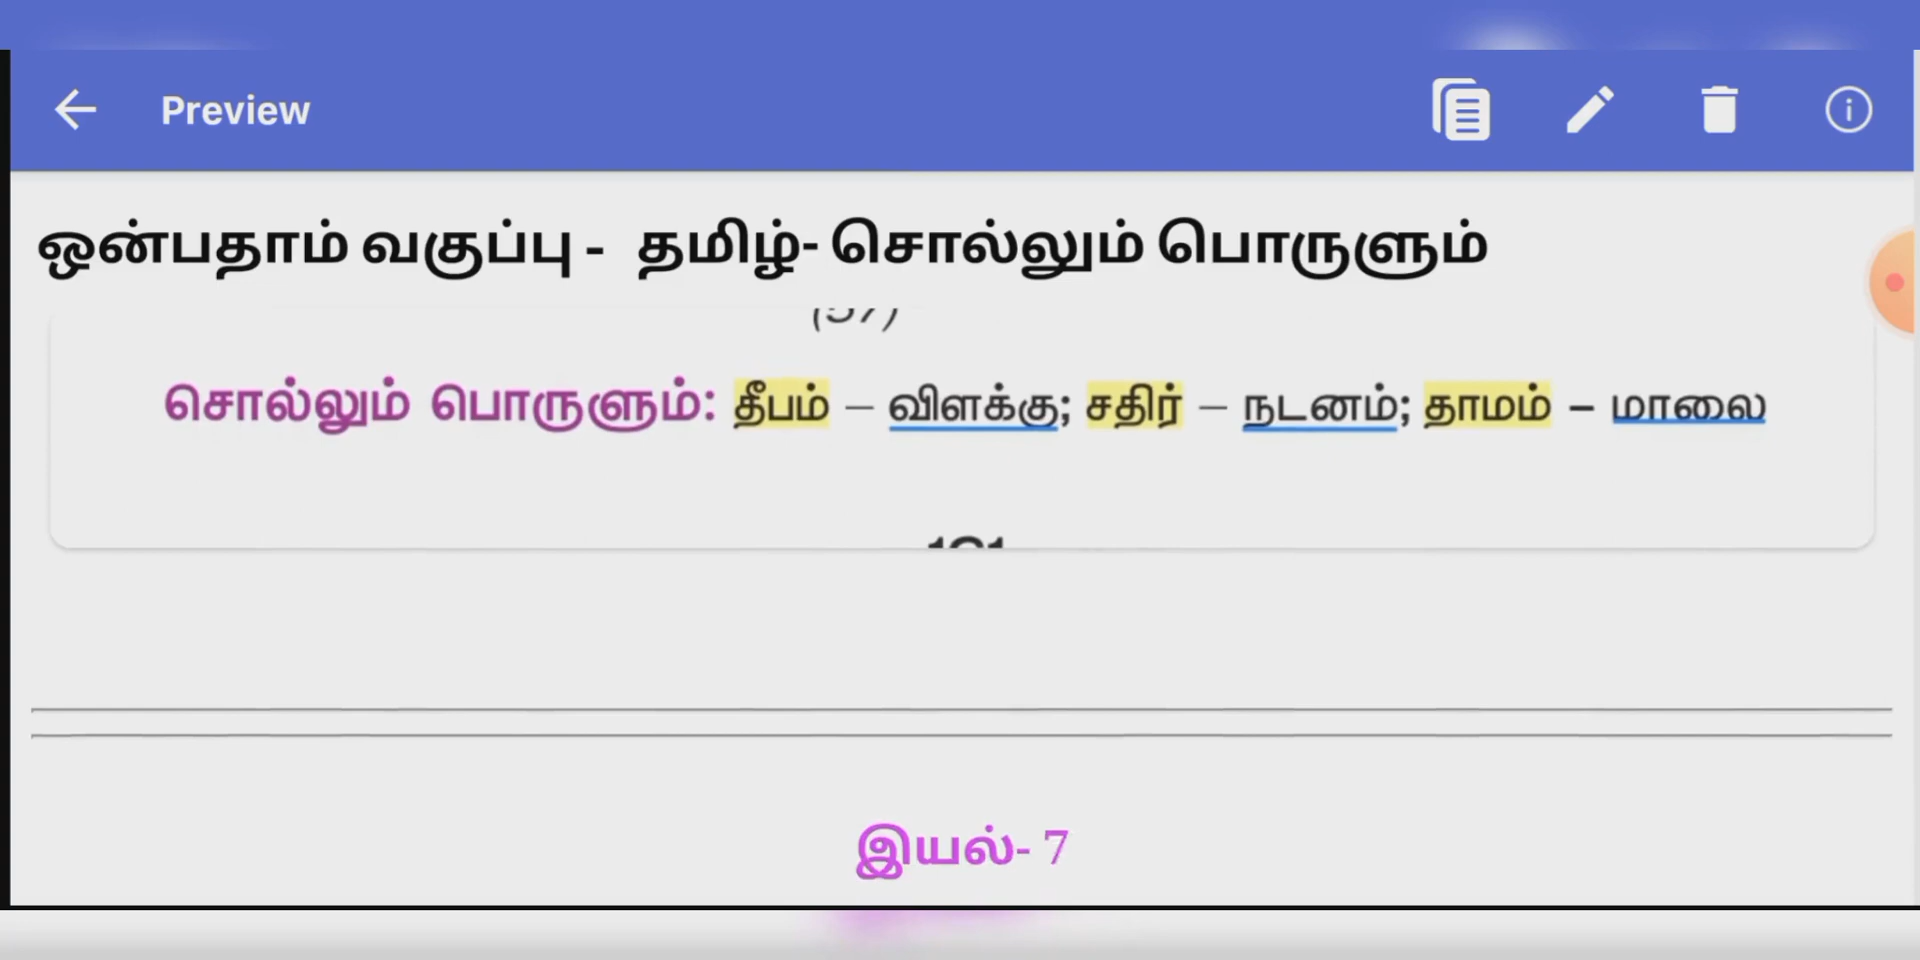 Preview
ஒன்பதாம் வகுப்பு - தமிழ்- சொல்லும் பொருளும்
சொல்லும் பொருளும்: தீபம் – விளக்கு; சதிர் – நடனம்; தாமம் – மாலை
இயல்- 7